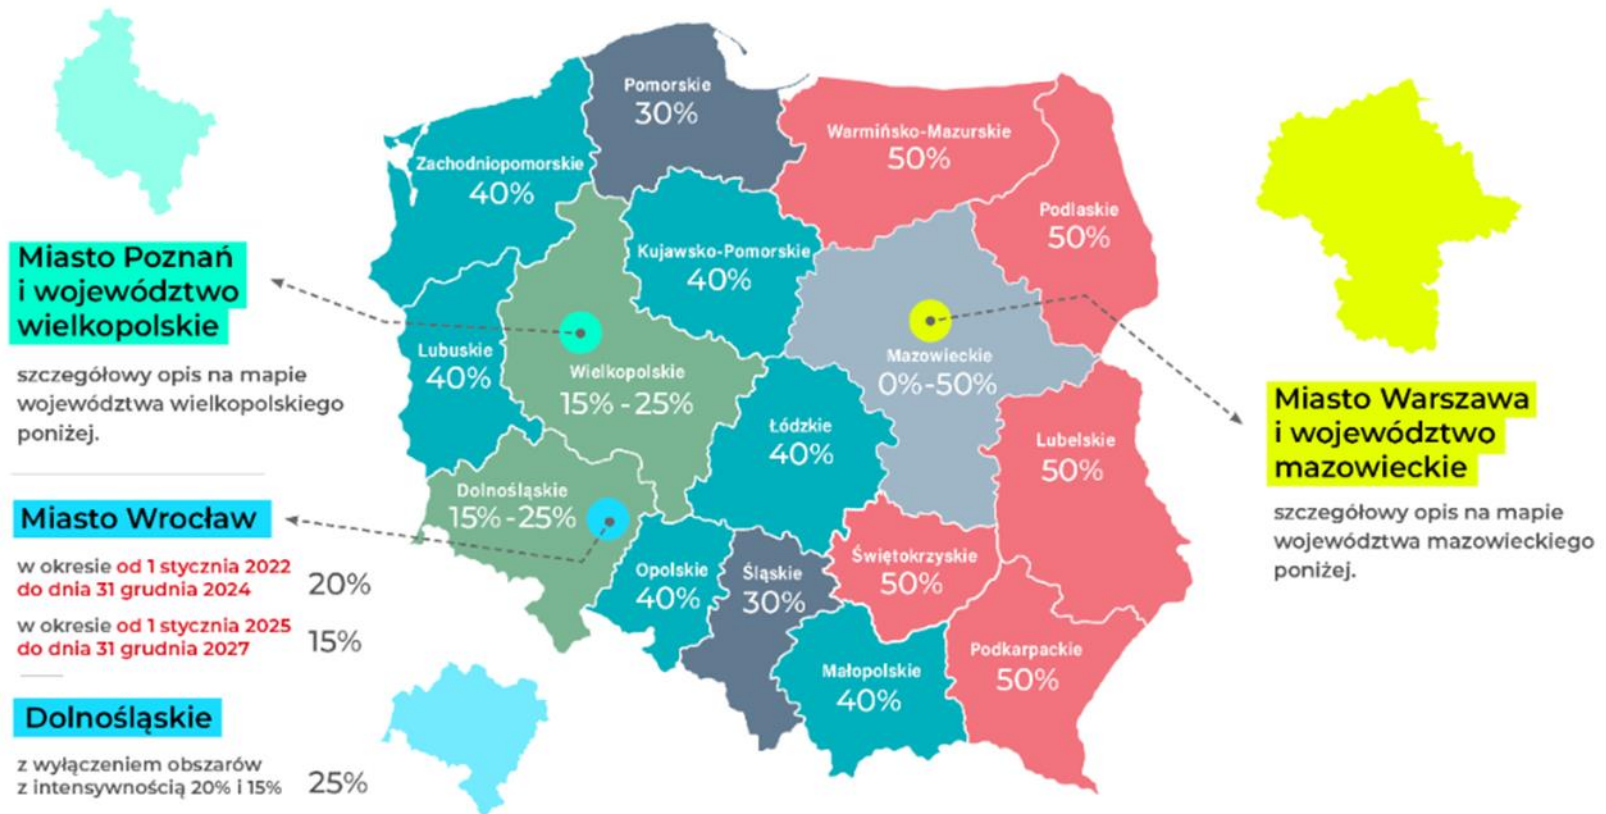 Miasto Poznań
i województwo
wielkopolskie
szczegółowy opis na mapie
województwa wielkopolskiego
poniżej.
Miasto Wrocław
w okresie od 1 stycznia 2022
do dnia 31 grudnia 2024
20%
w okresie od 1 stycznia 2025
do dnia 31 grudnia 2027
15%
Dolnośląskie
z wyłączeniem obszarów
z intensywnością 20% i 15%
25%
Pomorskie
30%
Zachodniopomorskie
40%
Warmińsko-Mazurskie
50%
Podlaskie
50%
Kujawsko-Pomorskie
40%
Lubuskie
40%
Wielkopolskie
15% - 25%
Mazowieckie
0%-50%
Łódzkie
40%
Lubelskie
50%
Dolnośląskie
15% -25%
Opolskie
40%
Śląskie
30%
Świętokrzyskie
50%
Małopolskie
40%
Podkarpackie
50%
Miasto Warszawa
i województwo
mazowieckie
szczegółowy opis na mapie
województwa mazowieckiego
poniżej.